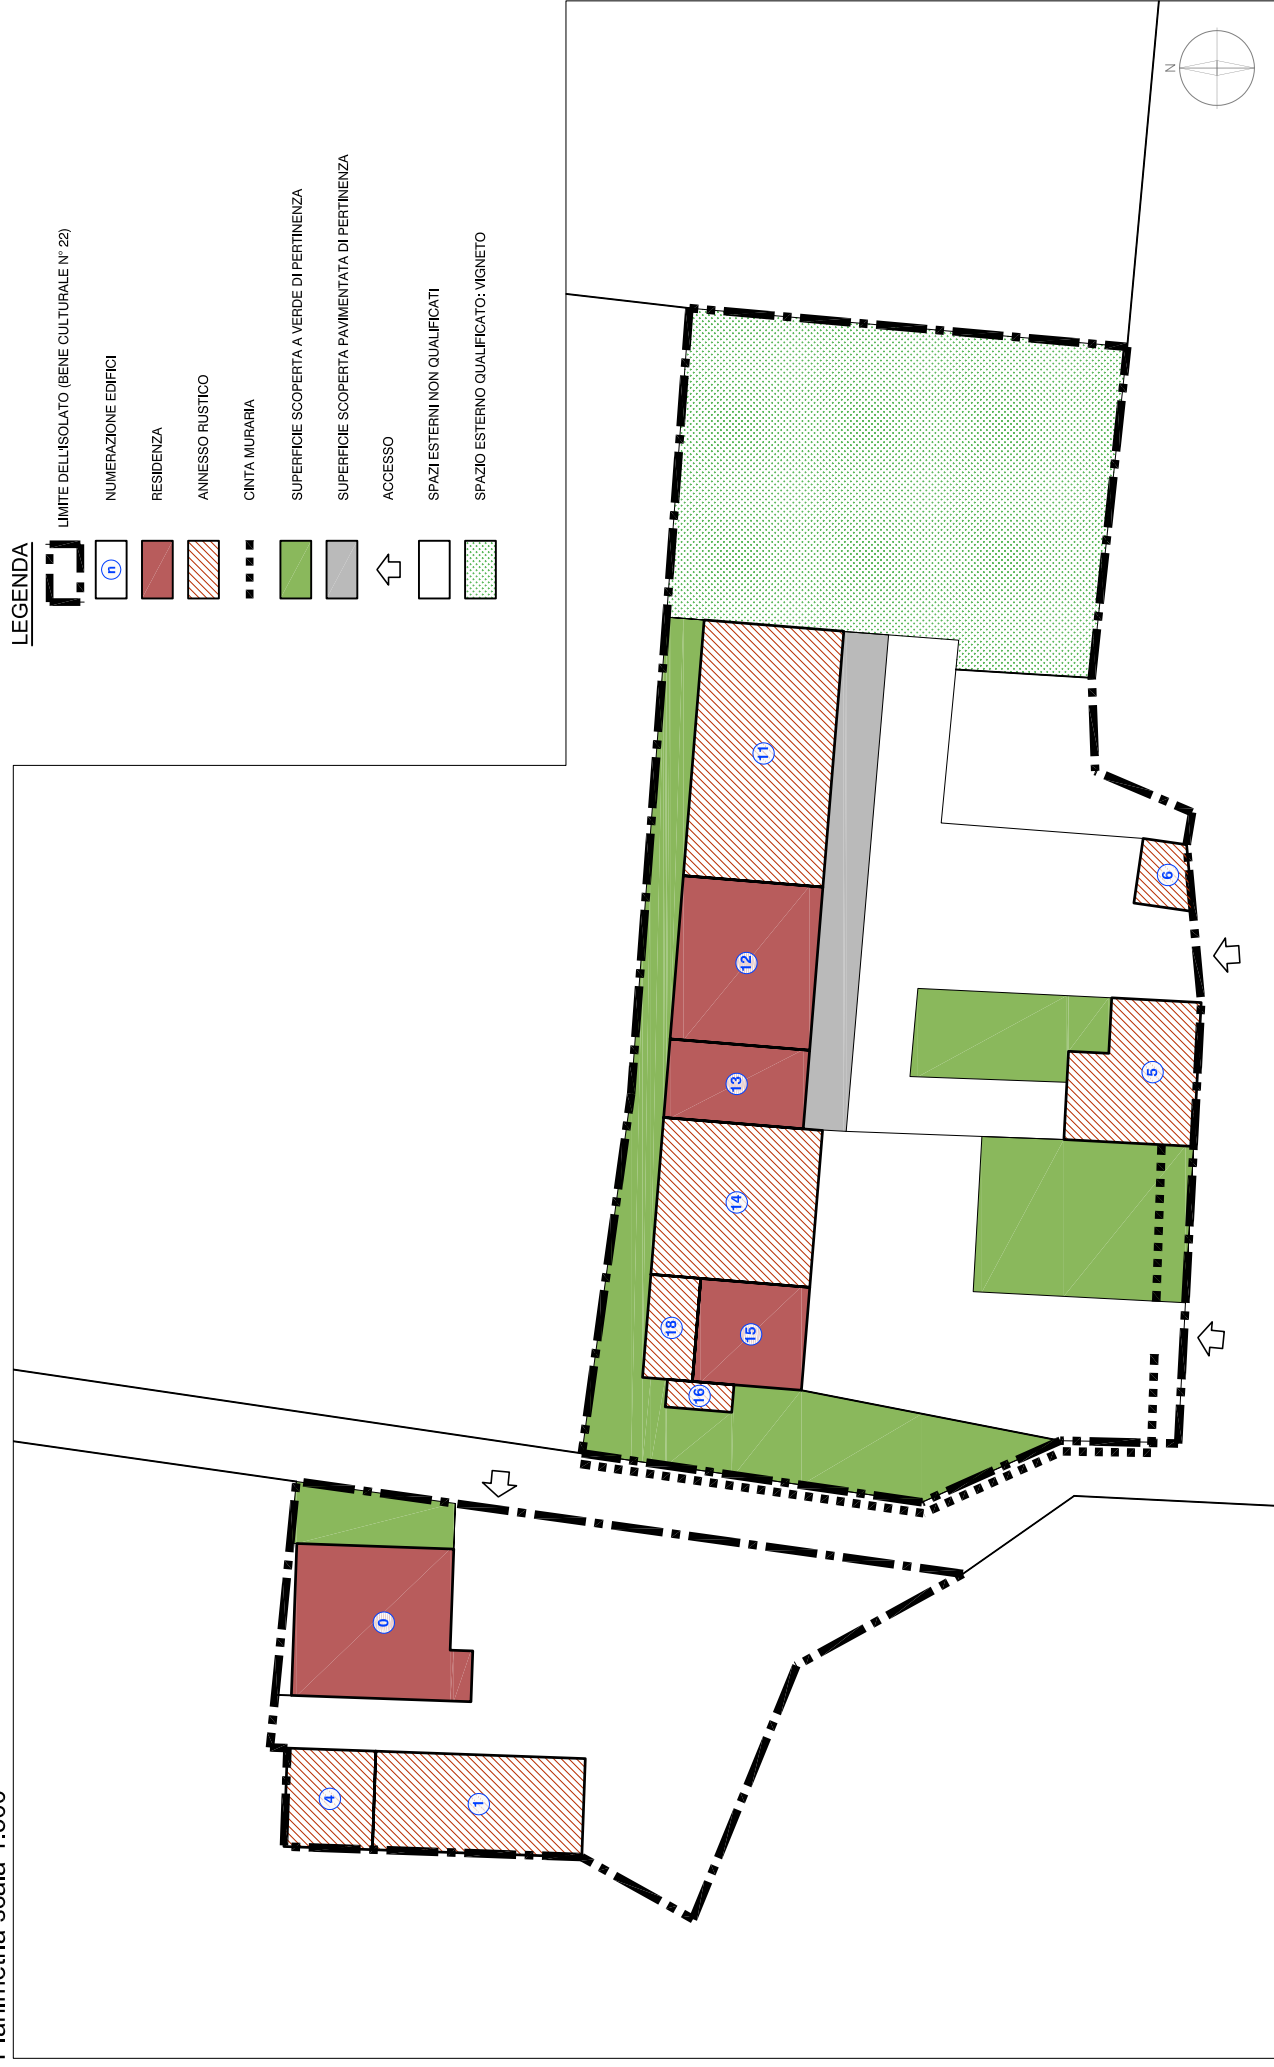 LEGENDA
LIMITE DELL'ISOLATO (BENE CULTURALE N° 22)
n
NUMERAZIONE EDIFICI
RESIDENZA
ANNESSO RUSTICO
CINTA MURARIA
SUPERFICIE SCOPERTA A VERDE DI PERTINENZA
SUPERFICIE SCOPERTA PAVIMENTATA DI PERTINENZA
ACCESSO
SPAZI ESTERNI NON QUALIFICATI
SPAZIO ESTERNO QUALIFICATO: VIGNETO
4
1
0
16
18
15
14
13
12
11
5
6
N